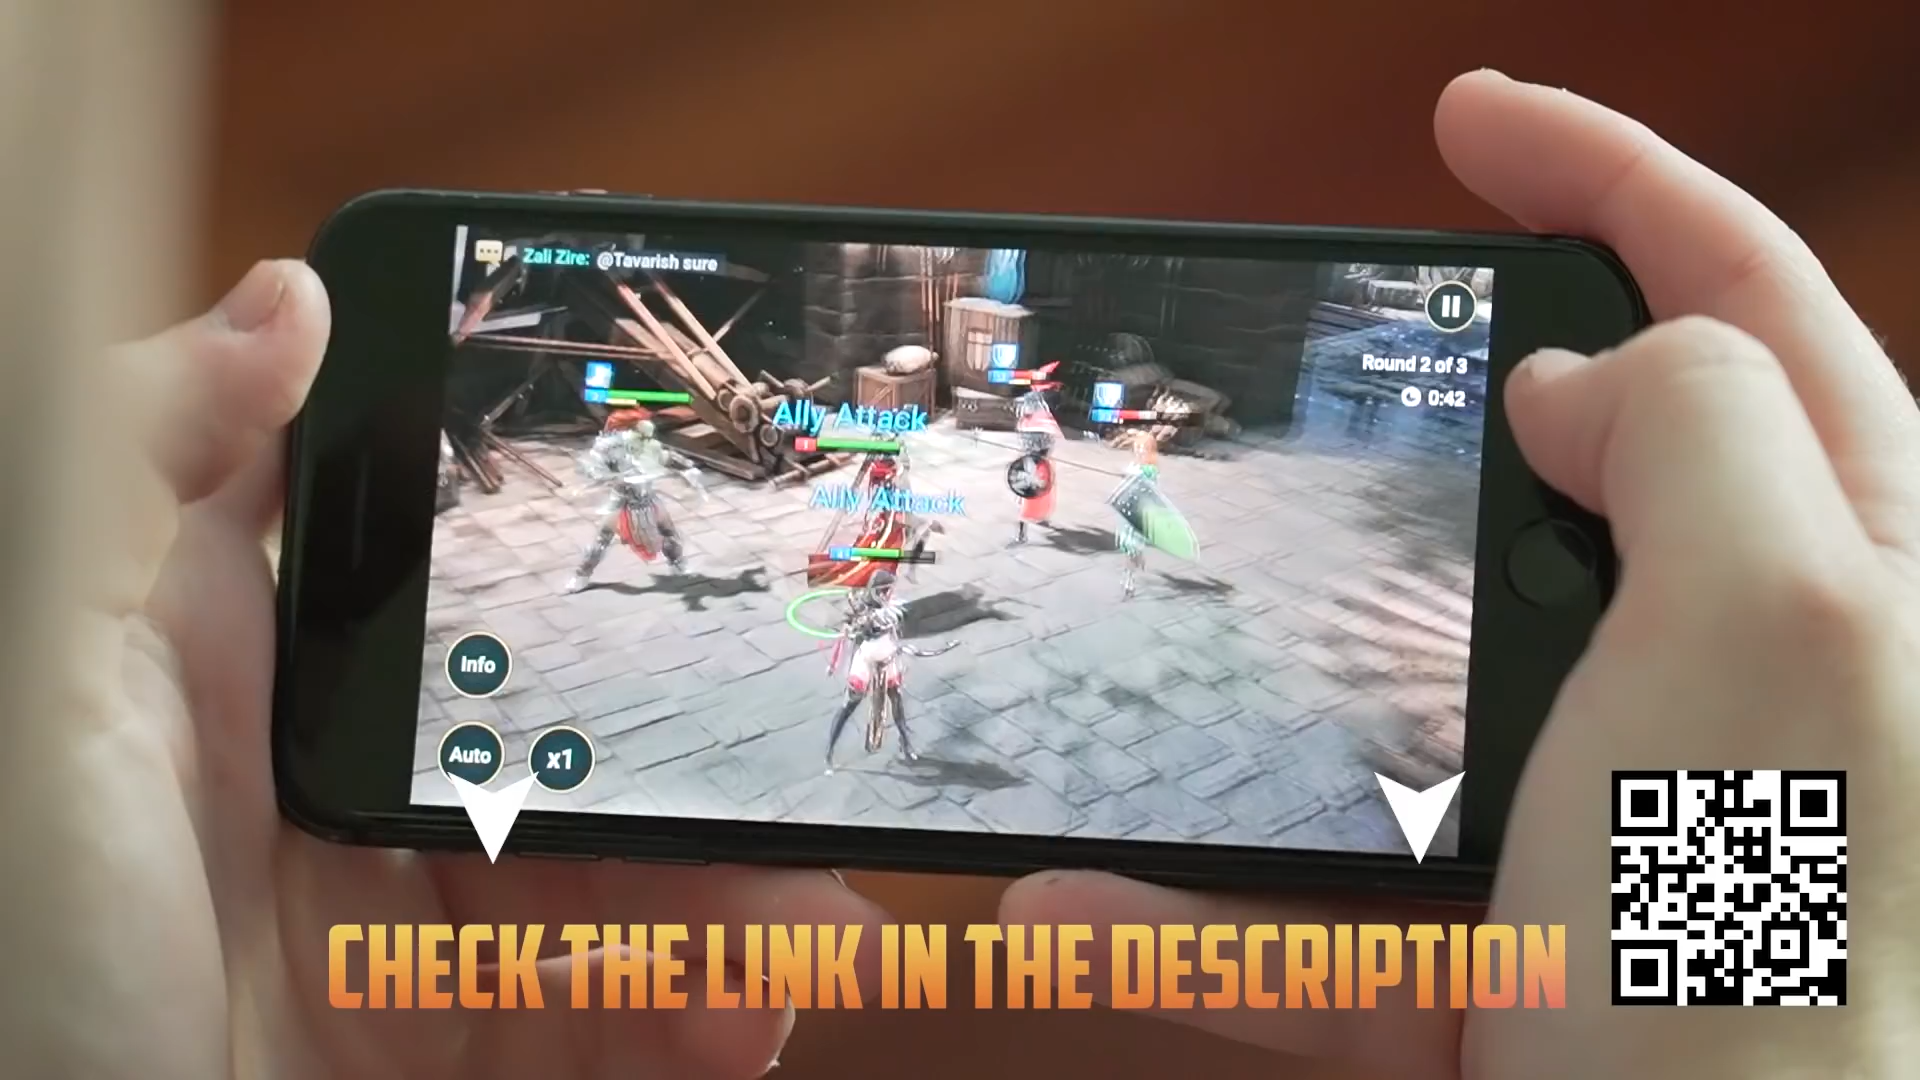 Zali Zire: @Tavarish sure
Round 2 of 3
0:42
Ally Attack
Ally Attack
Info
Auto
x1
CHECK THE LINK IN THE DESCRIPTION